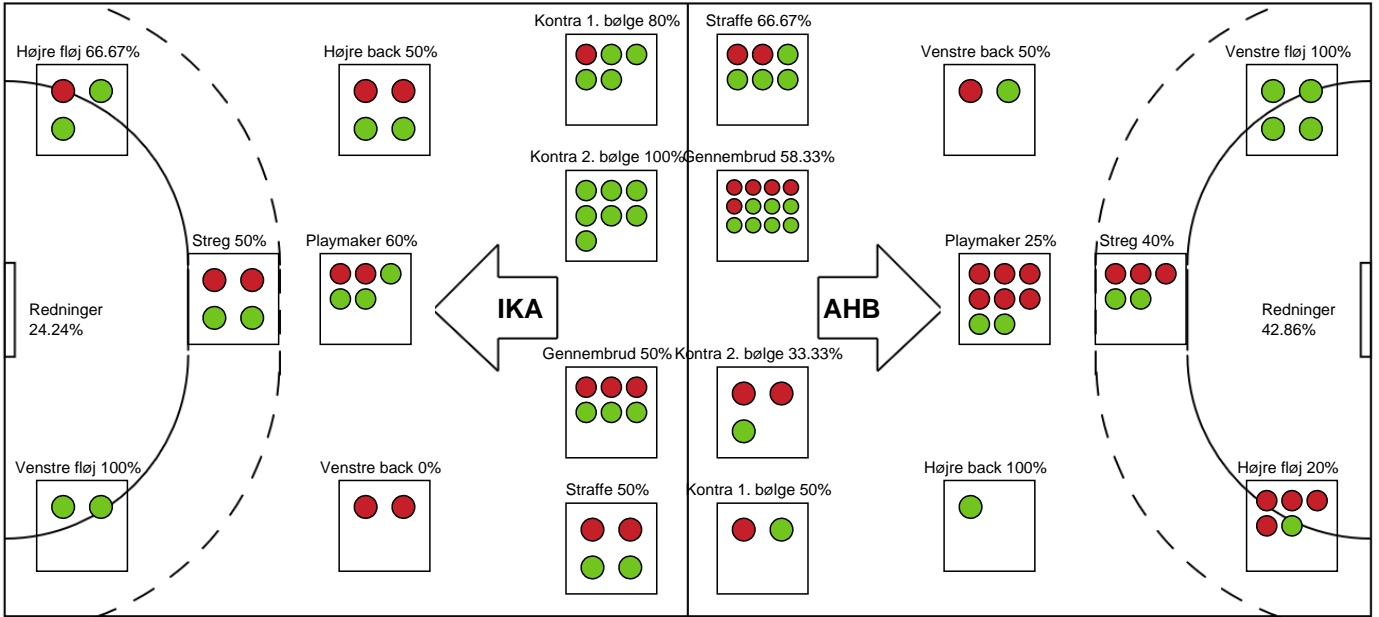 Kontra 1. bølge 80%
Straffe 66.67%
Højre fløj 66.67%
Højre back 50%
Venstre back 50%
Venstre fløj 100%
Kontra 2. bølge 100%
Gennembrud 58.33%
Streg 50%
Playmaker 60%
Playmaker 25%
Streg 40%
Redninger
24.24%
IKA
AHB
Redninger
42.86%
Gennembrud 50%
Kontra 2. bølge 33.33%
Venstre fløj 100%
Venstre back 0%
Højre back 100%
Højre fløj 20%
Straffe 50%
Kontra 1. bølge 50%